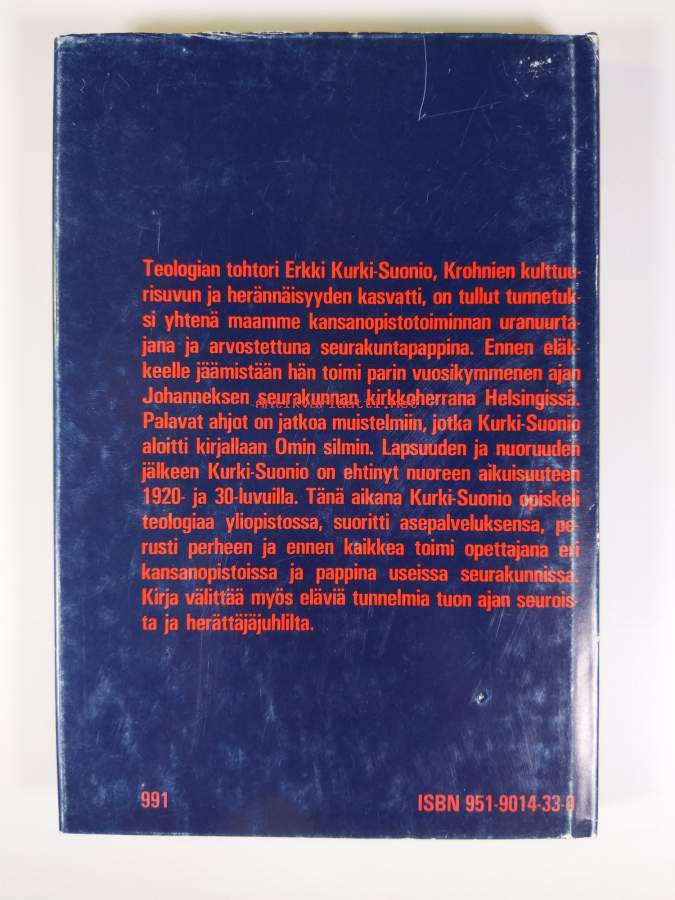 Teologian tohtori Erkki Kurki-Suonio, Krohnien kulttuu-
risuvun ja herännäisyyden kasvatti, on tullut tunnetuk-
si yhtenä maamme kansanopistotoiminnan uranuurta-
jana ja arvostettuna seurakuntapappina. Ennen eläk-
keelle jäämistään hän toimi parin vuosikymmenen ajan
Johanneksen seurakunnan kirkkoherrana Helsingissä.
Palavat ahjot on jatkoa muistelmiin, jotka Kurki-Suonio
aloitti kirjallaan Omin silmin. Lapsuuden ja nuoruuden
jälkeen Kurki-Suonio on ehtinyt nuoreen aikuisuuteen
1920- ja 30-luvuilla. Tänä aikana Kurki-Suonio opiskeli
teologiaa yliopistossa, suoritti asepalveluksensa, pe-
rusti perheen ja ennen kaikkea toimi opettajana eri
kansanopistoissa ja pappina useissa seurakunnissa.
Kirja välittää myös eläviä tunnelmia tuon ajan seurois-
ta ja herättäjäjuhlilta.
991
ISBN 951-9014-33-